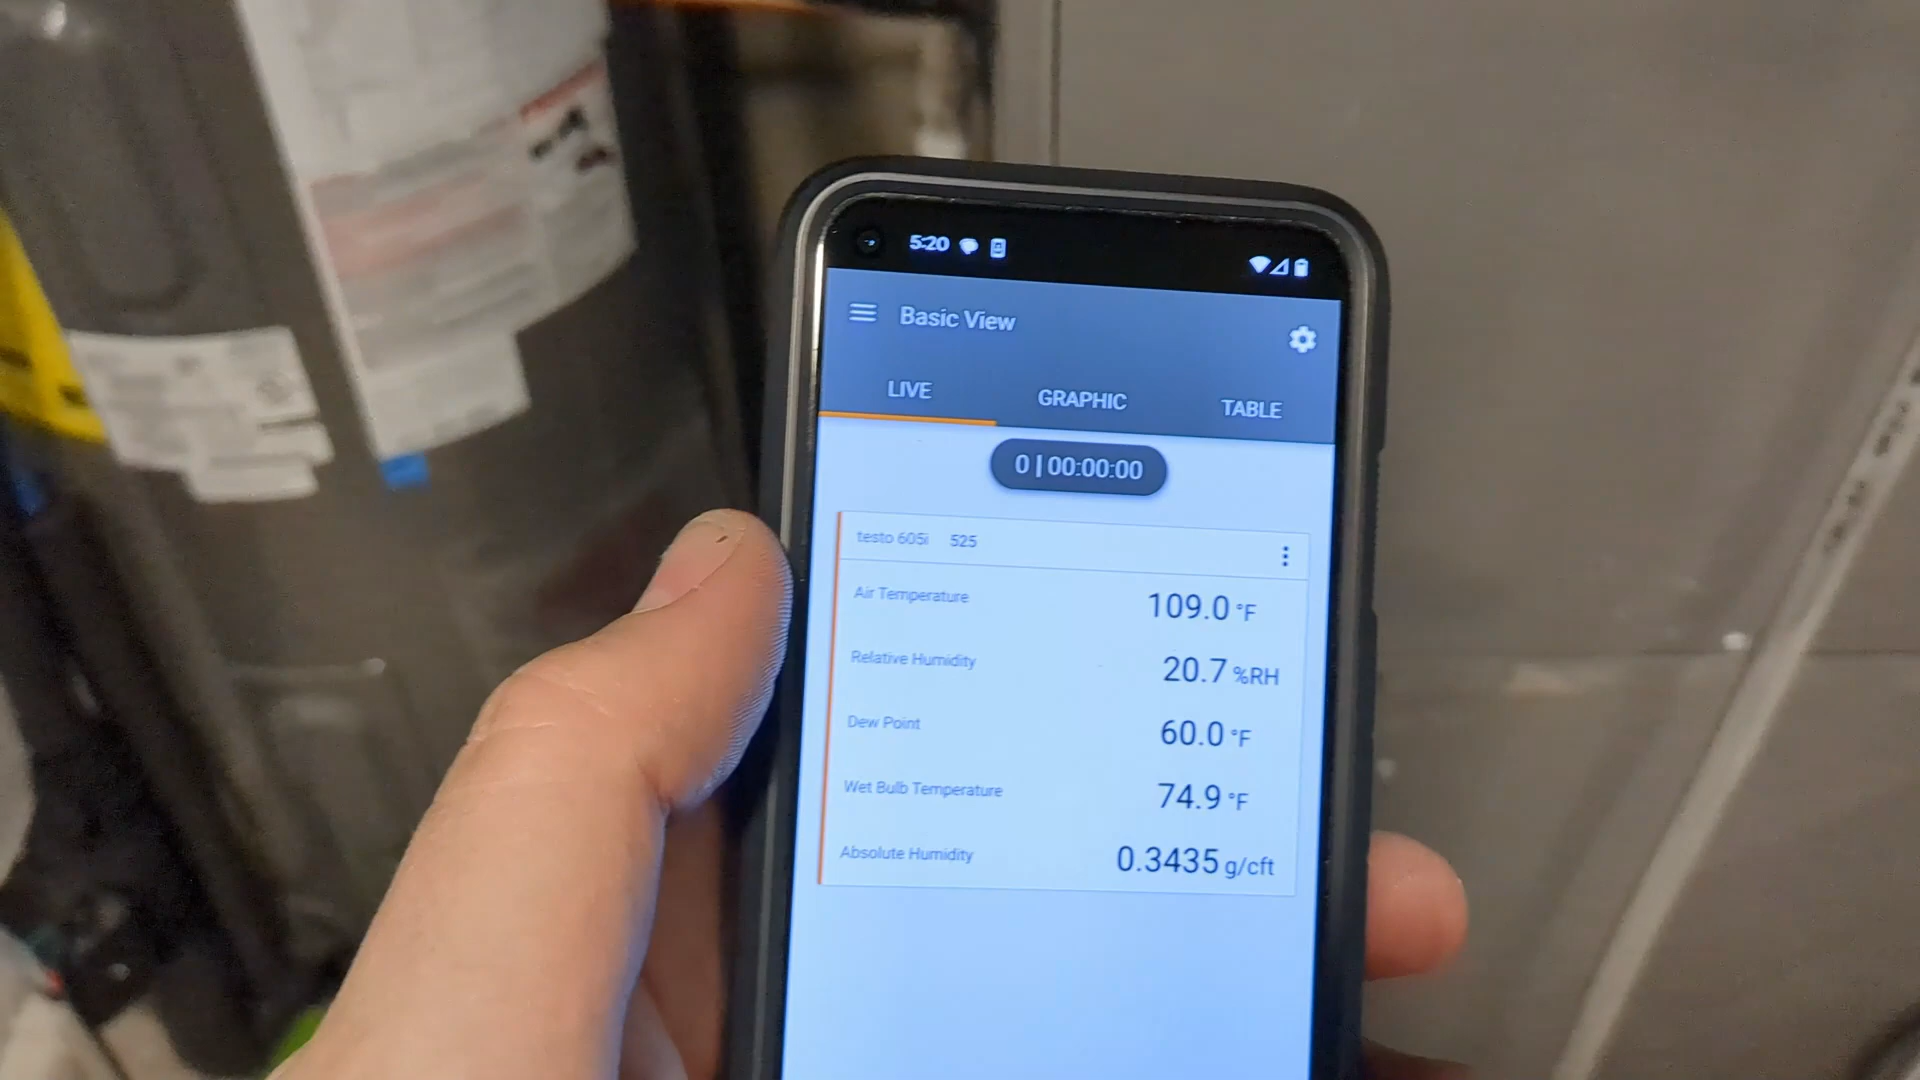 5:20
Basic View
LIVE GRAPHIC TABLE
0 | 00:00:00
testo 605i 525
Air Temperature 109.0 °F
Relative Humidity 20.7 %RH
Dew Point 60.0 °F
Wet Bulb Temperature 74.9 °F
Absolute Humidity 0.3435 g/cft